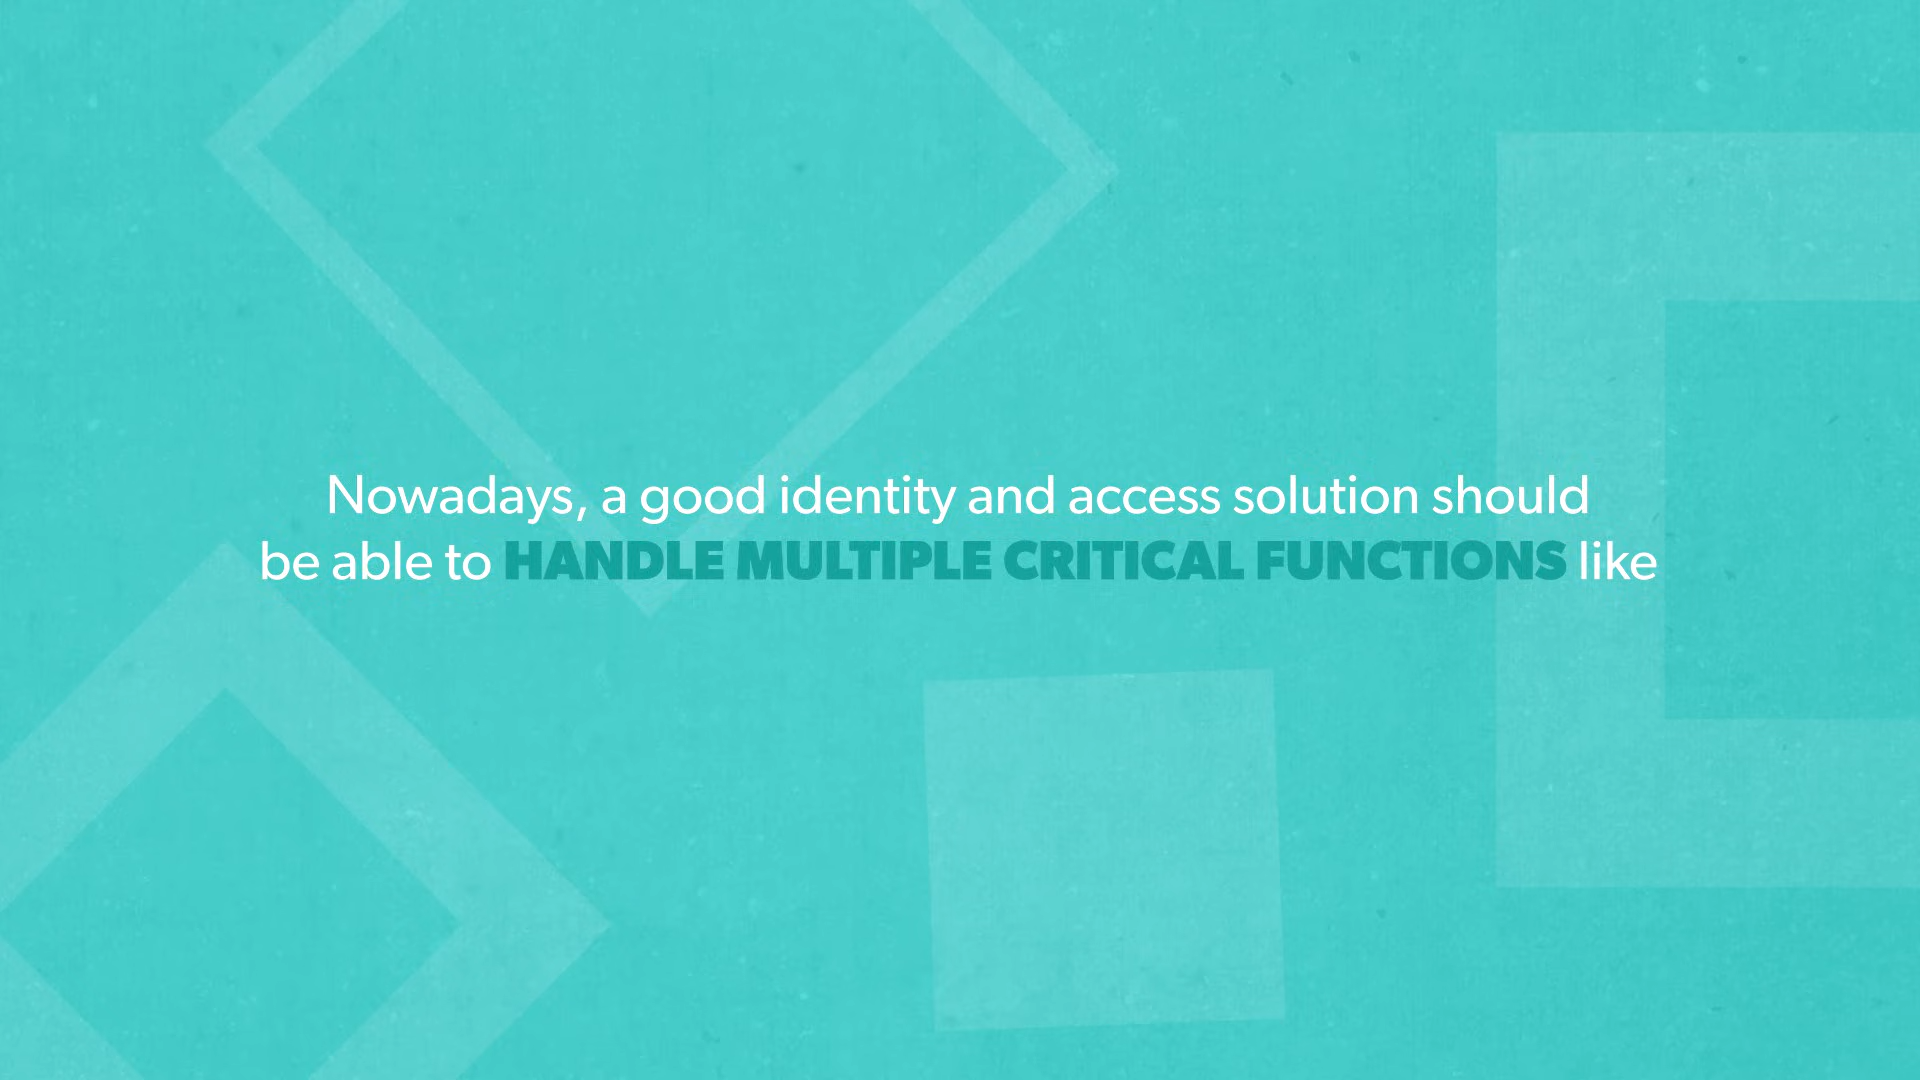 Nowadays, a good identity and access solution should
be able to HANDLE MULTIPLE CRITICAL FUNCTIONS like